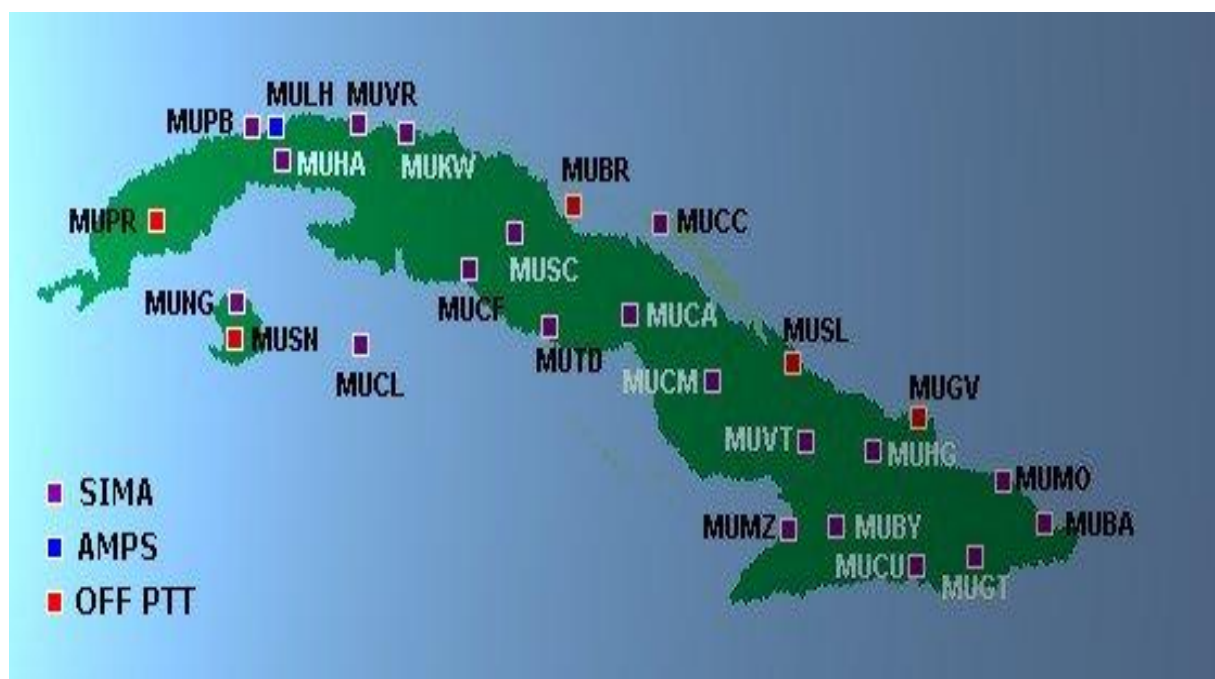 MULH MUVR
MUPB
MUHA
MUKW
MUBR
MUPR
MUCC
MUSC
MUNG
MUCF
MUCA
MUSN
MUSL
MUTD
MUCL
MUCM
MUGV
MUVT
MUHG
MUMO
SIMA
MUMZ
MUBY
MUBA
AMPS
MUCU
MUGT
OFF PTT